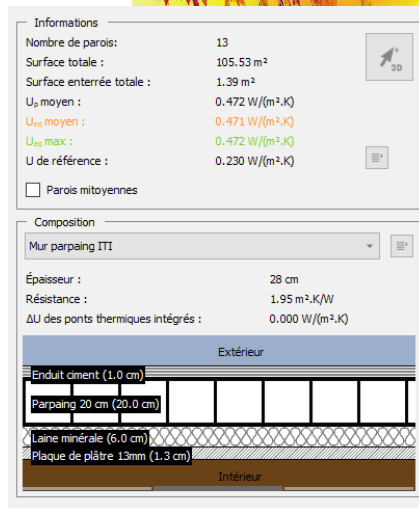 Informations
Nombre de parois: 13
Surface totale : 105.53 m²
3D
Surface enterrée totale : 1.39 m²
Up moyen : 0.472 W/(m².K)
Ueq moyen : 0.471 W/(m².K)
Ueq max : 0.472 W/(m².K)
U de référence : 0.230 W/(m².K)
Parois mitoyennes
Composition
Mur parpaing ITI
Épaisseur : 28 cm
Résistance : 1.95 m².K/W
ΔU des ponts thermiques intégrés : 0.000 W/(m².K)
Extérieur
Enduit ciment (1.0 cm)
Parpaing 20 cm (20.0 cm)
Laine minérale (6.0 cm)
Plaque de plâtre 13mm (1.3 cm)
Intérieur